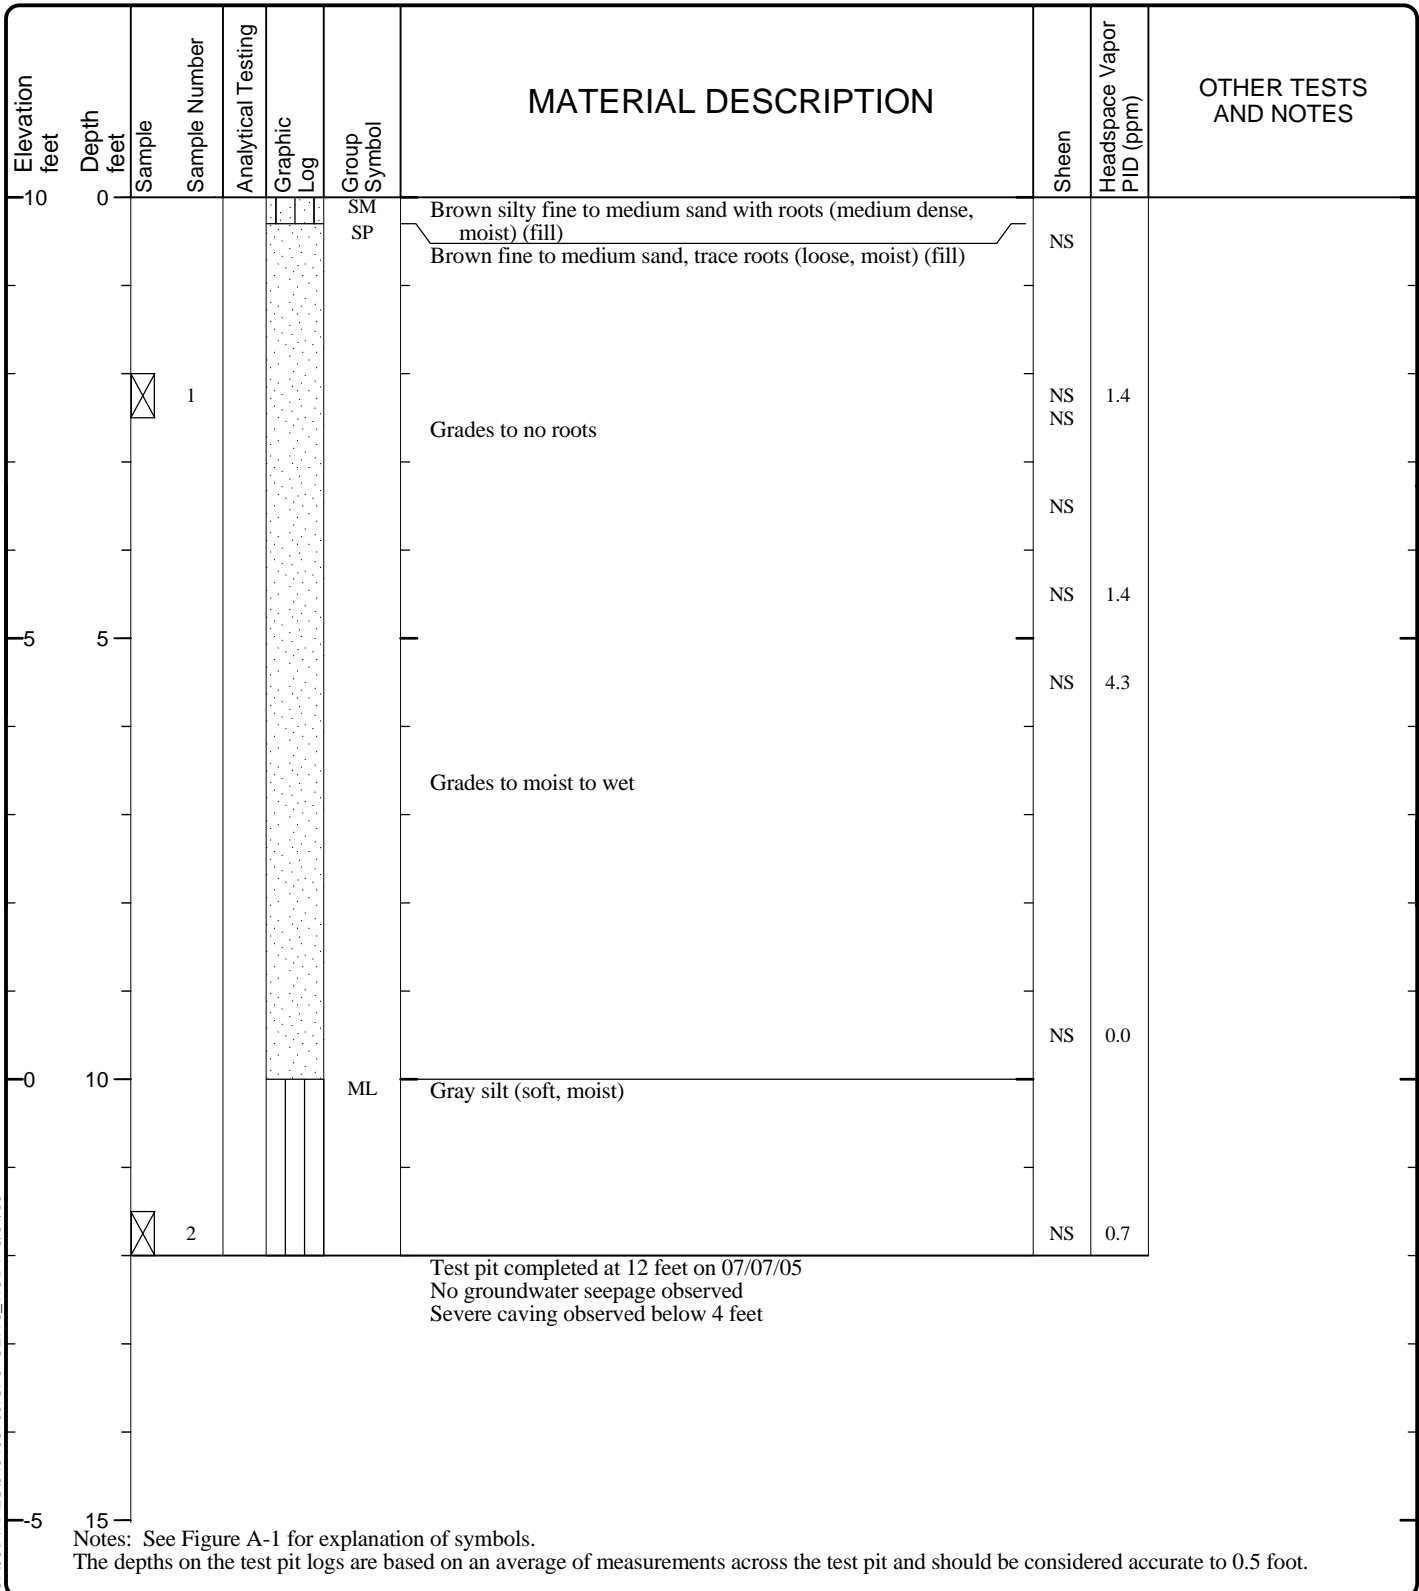 Elevation
feet
Depth
feet
Sample
Sample Number
Analytical Testing
Graphic
Log
Group
Symbol
MATERIAL DESCRIPTION
Sheen
Headspace Vapor
PID (ppm)
OTHER TESTS
AND NOTES
10 0
SM Brown silty fine to medium sand with roots (medium dense,
moist) (fill)
SP NS
Brown fine to medium sand, trace roots (loose, moist) (fill)
1 NS 1.4
NS
Grades to no roots
NS
NS 1.4
5 5
NS 4.3
Grades to moist to wet
NS 0.0
0 10
ML Gray silt (soft, moist)
2 NS 0.7
Test pit completed at 12 feet on 07/07/05
No groundwater seepage observed
Severe caving observed below 4 feet
-5 15
Notes: See Figure A-1 for explanation of symbols.
The depths on the test pit logs are based on an average of measurements across the test pit and should be considered accurate to 0.5 foot.